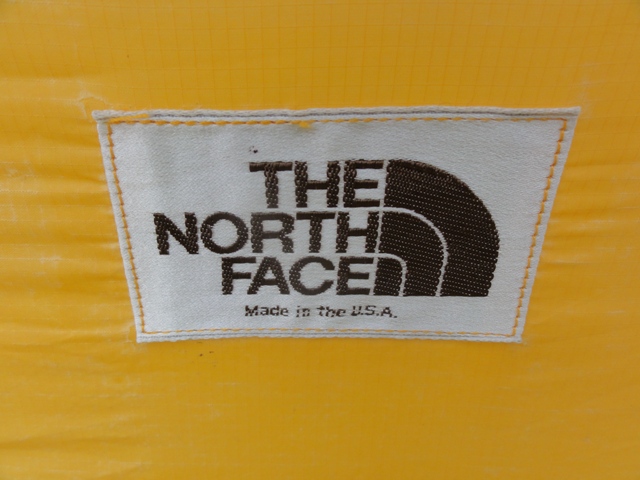 THE
NORTH
FACE
Made in the U.S.A.